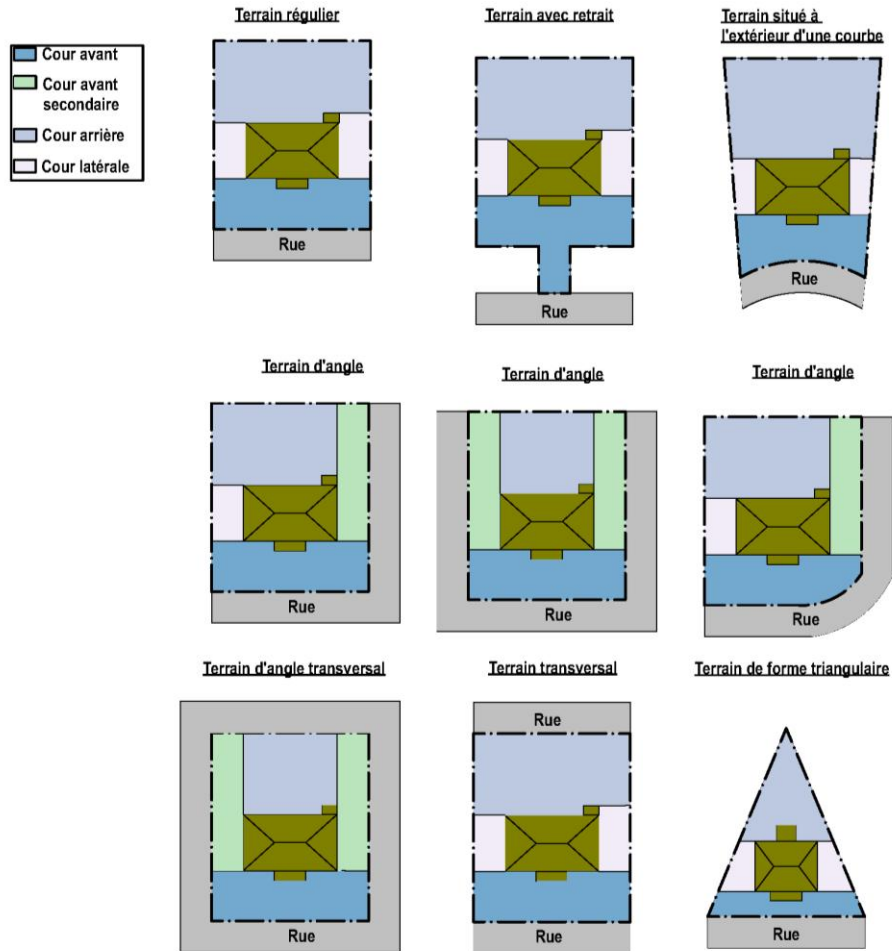 Terrain régulier
Terrain avec retrait
Terrain situé à
l'extérieur d'une courbe
Cour avant
Cour avant
secondaire
Cour arrière
Cour latérale
Rue
Rue
Rue
Terrain d'angle
Terrain d'angle
Terrain d'angle
Rue
Rue
Rue
Terrain d'angle transversal
Terrain transversal
Terrain de forme triangulaire
Rue
Rue
Rue
Rue